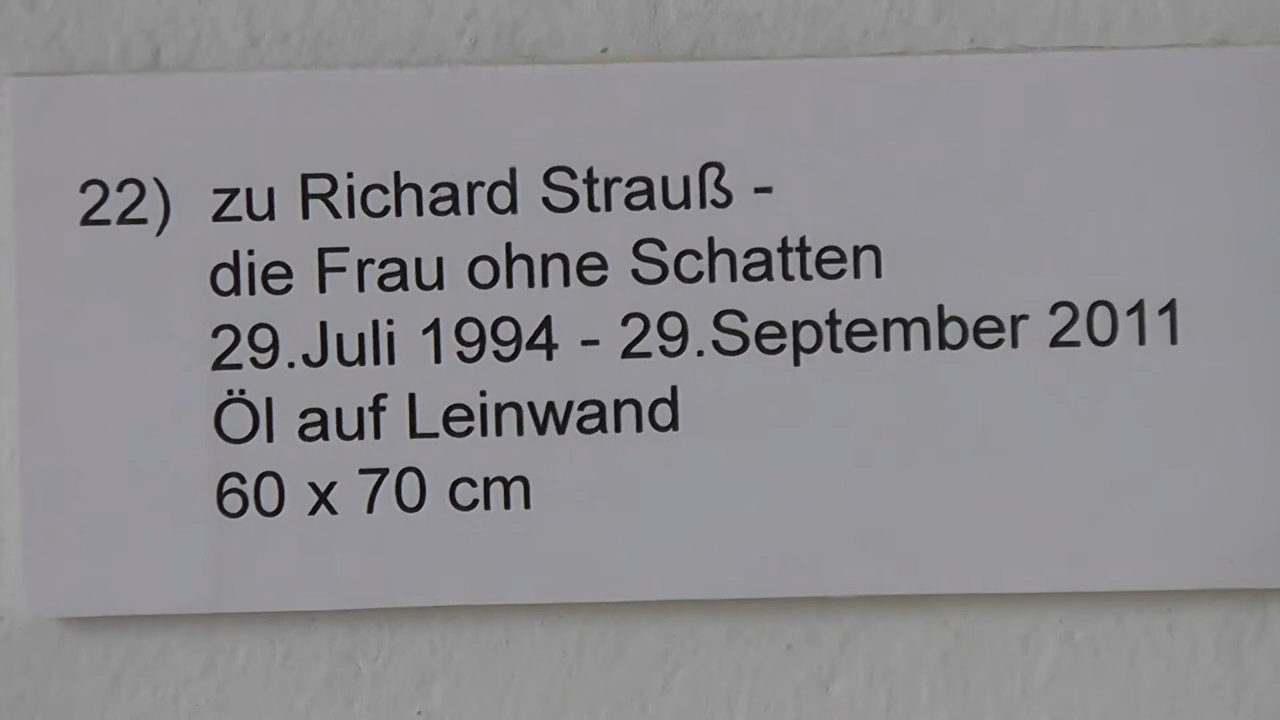 22) zu Richard Strauß -
die Frau ohne Schatten
29.Juli 1994 - 29.September 2011
Öl auf Leinwand
60 x 70 cm